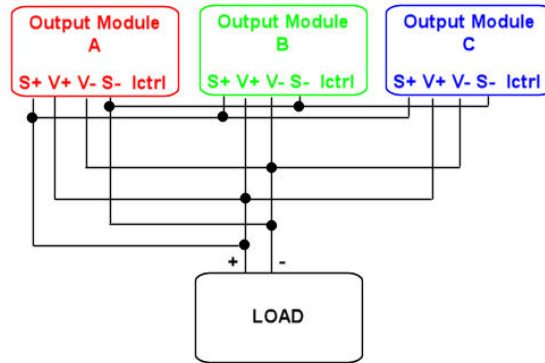 Output Module
A
S+ V+ V- S- Ictrl
Output Module
B
S+ V+ V- S- Ictrl
Output Module
C
S+ V+ V- S- Ictrl
+ -
LOAD